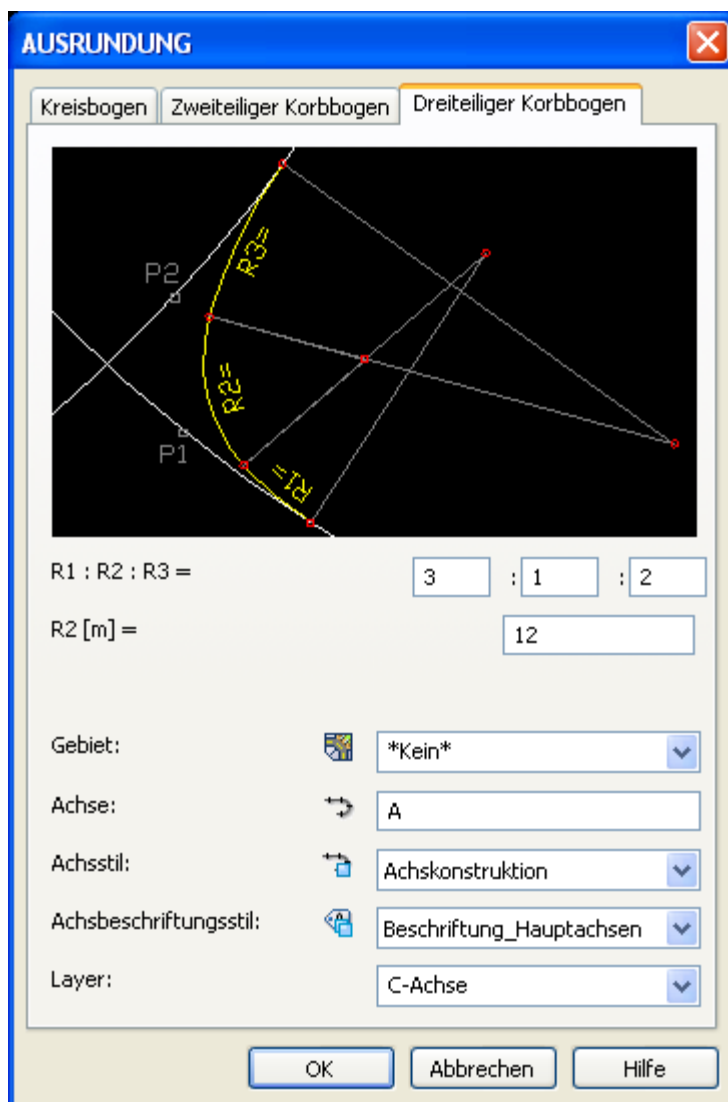 AUSRUNDUNG
Kreisbogen Zweiteiliger Korbbogen Dreiteiliger Korbbogen
R3=
P2
R2=
P1
R1=
R1 : R2 : R3 = 3 : 1 : 2
R2 [m] = 12
Gebiet: *Kein*
Achse: A
Achsstil: Achskonstruktion
Achsbeschriftungsstil: Beschriftung_Hauptachsen
Layer: C-Achse
OK Abbrechen Hilfe